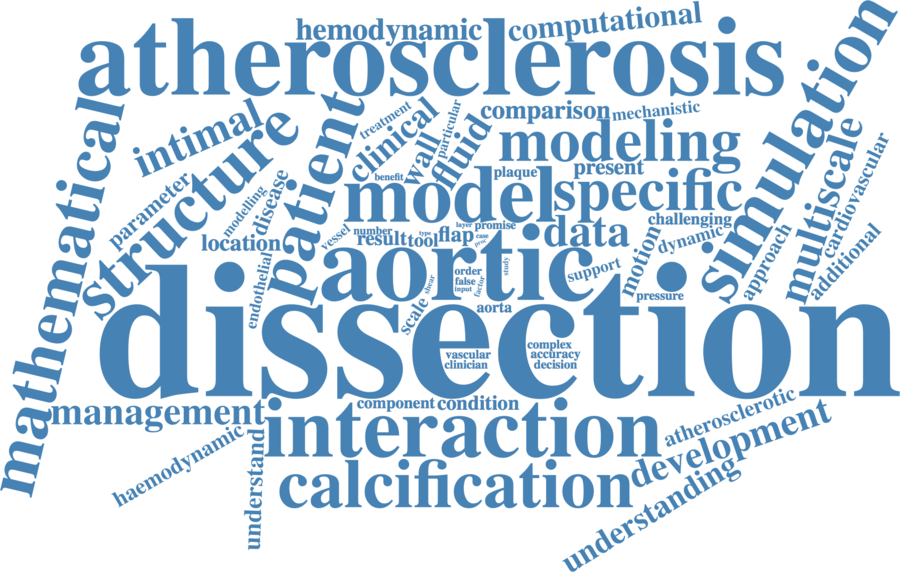 hemodynamic
computational
atherosclerosis
simulation
mathematical
intimal
structure
patient
treatment
clinical
particular
wall
fluid
comparison
mechanistic
modeling
multiscale
cardiovascular
parameter
modelling
disease
benefit
plaque
present
model
specific
location
endothelial
vessel
number
result
type
tool
flap
layer
promise
case
proc
data
challenging
motion
dynamic
approach
additional
aortic
order
false
input
shear
factor
study
support
scale
aorta
pressure
dissection
vascular
clinician
complex
accuracy
decision
management
component
condition
interaction
atherosclerotic
haemodynamic
understand
calcification
development
understanding